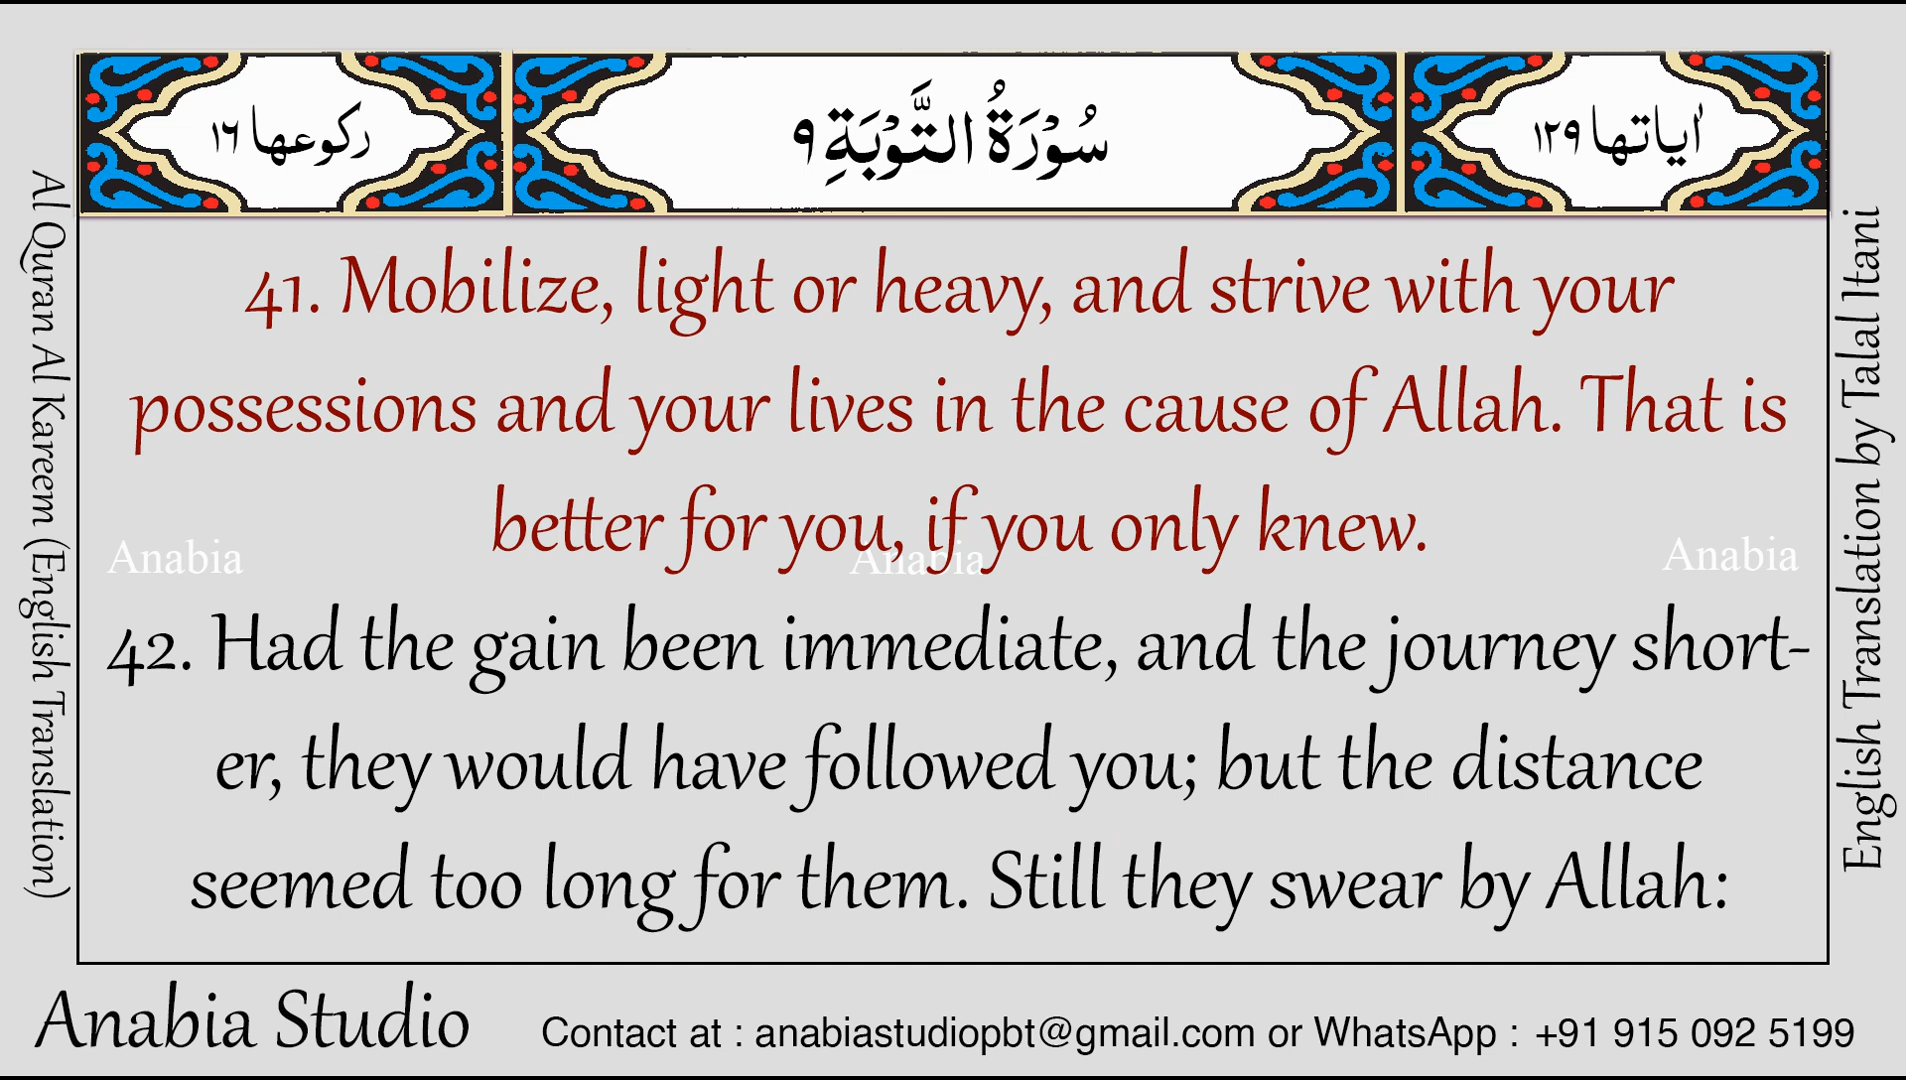 رکوعها ١٦
سُوْرَةُ التَّوْبَةِ ٩
اٰیاتها ١٢٩
Al Quran Al Kareem (English Translation)
41. Mobilize, light or heavy, and strive with your
possessions and your lives in the cause of Allah. That is
better for you, if you only knew.
Anabia
Anabia
Anabia
42. Had the gain been immediate, and the journey short-
er, they would have followed you; but the distance
seemed too long for them. Still they swear by Allah:
English Translation by Talal Itani
Anabia Studio
Contact at : anabiastudiopbt@gmail.com or WhatsApp : +91 915 092 5199